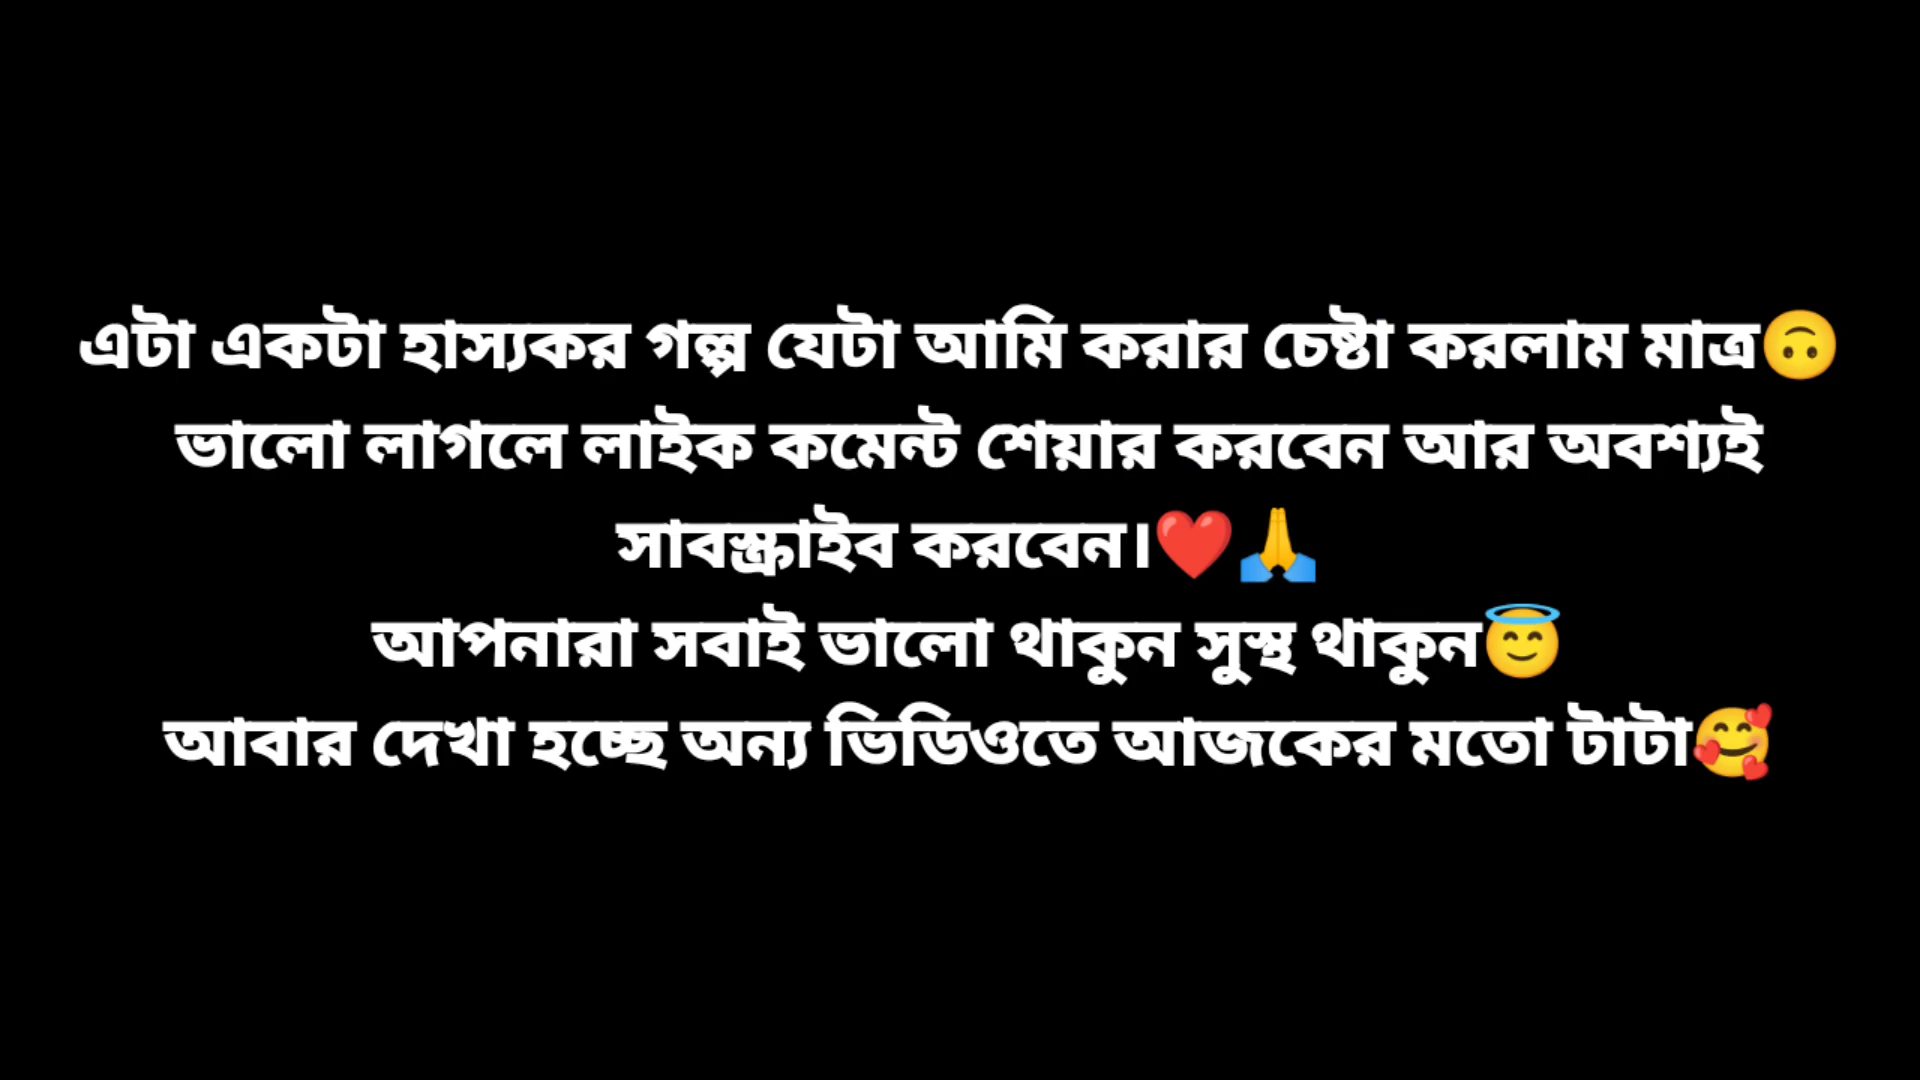 এটা একটা হাস্যকর গল্প যেটা আমি করার চেষ্টা করলাম মাত্র🙃
ভালো লাগলে লাইক কমেন্ট শেয়ার করবেন আর অবশ্যই
সাবস্ক্রাইব করবেন।❤️🙏
আপনারা সবাই ভালো থাকুন সুস্থ থাকুন😇
আবার দেখা হচ্ছে অন্য ভিডিওতে আজকের মতো টাটা🥰